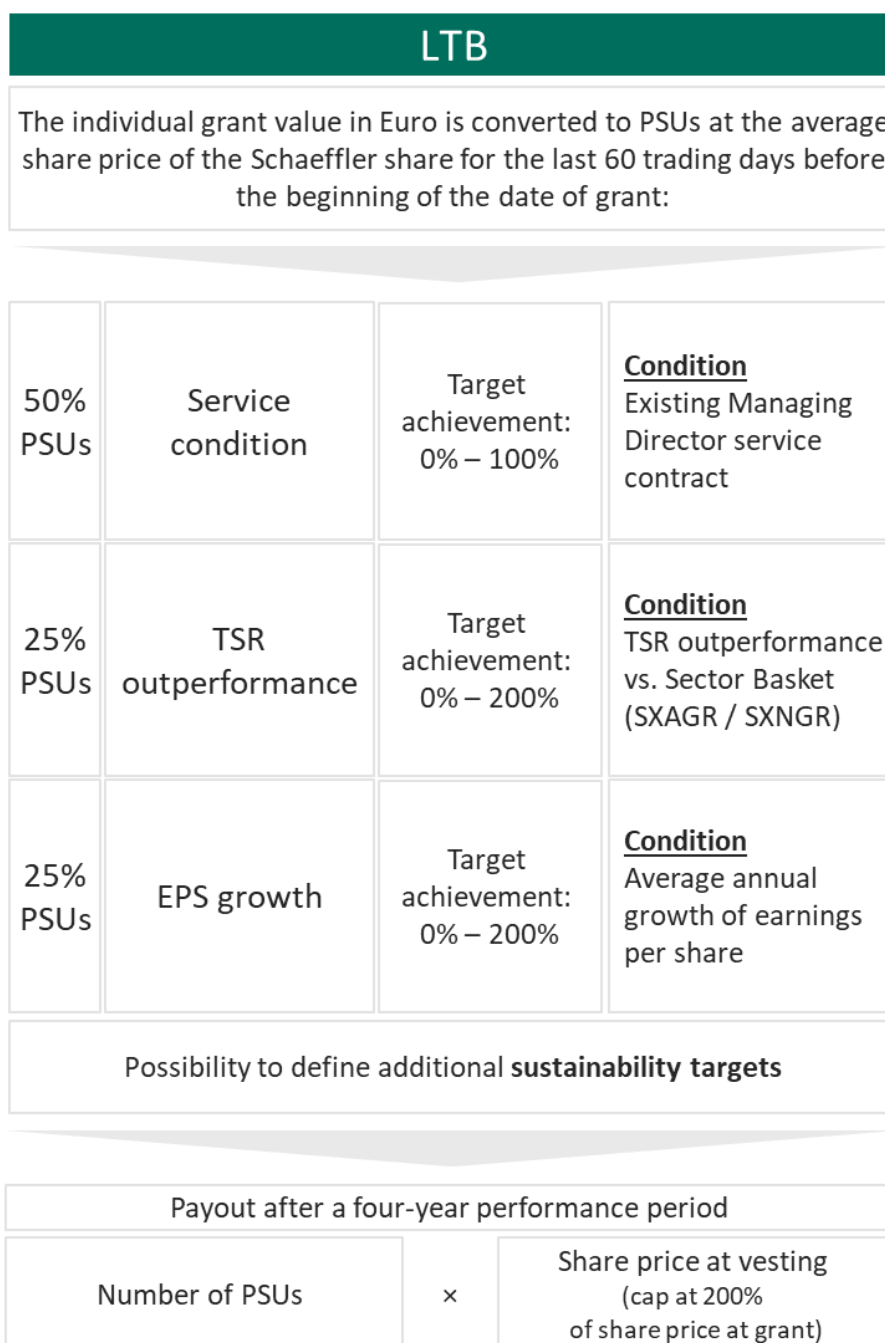 LTB
The individual grant value in Euro is converted to PSUs at the average
share price of the Schaeffler share for the last 60 trading days before
the beginning of the date of grant:
50%
PSUs
Service
condition
Target
achievement:
0% – 100%
Condition
Existing Managing
Director service
contract
25%
PSUs
TSR
outperformance
Target
achievement:
0% – 200%
Condition
TSR outperformance
vs. Sector Basket
(SXAGR / SXNGR)
25%
PSUs
EPS growth
Target
achievement:
0% – 200%
Condition
Average annual
growth of earnings
per share
Possibility to define additional sustainability targets
Payout after a four-year performance period
Number of PSUs
×
Share price at vesting
(cap at 200%
of share price at grant)